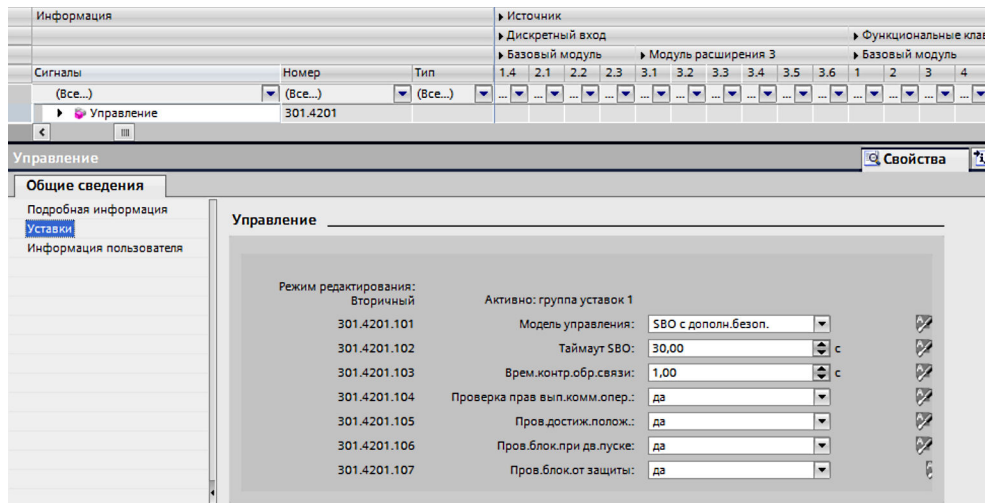 Информация Источник
Дискретный вход Функциональные клав
Базовый модуль Модуль расширения 3 Базовый модуль
Сигналы Номер Тип 1.4 2.1 2.2 2.3 3.1 3.2 3.3 3.4 3.5 3.6 1 2 3 4
(Все...) (Все...) (Все...) ... ... ... ... ... ... ... ... ... ... ... ... ... ...
Управление 301.4201
Управление Свойства
Общие сведения
Подробная информация
Уставки
Информация пользователя
Управление
Режим редактирования:
Вторичный Активно: группа уставок 1
301.4201.101 Модель управления: SBO с дополн.безоп.
301.4201.102 Таймаут SBO: 30,00 с
301.4201.103 Врем.контр.обр.связи: 1,00 с
301.4201.104 Проверка прав вып.комм.опер.: да
301.4201.105 Пров.достиж.полож.: да
301.4201.106 Пров.блок.при дв.пуске: да
301.4201.107 Пров.блок.от защиты: да